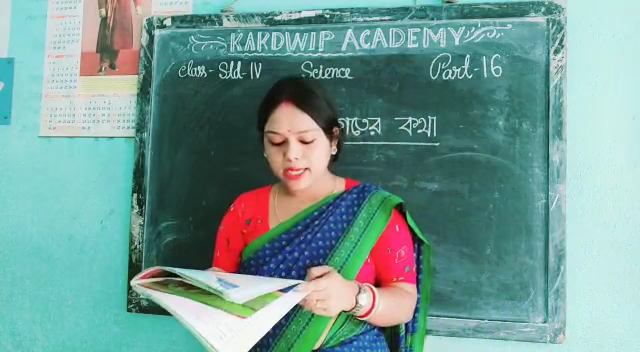 KAKDWIP ACADEMY
Class - Std-IV Science Part-16
কথা